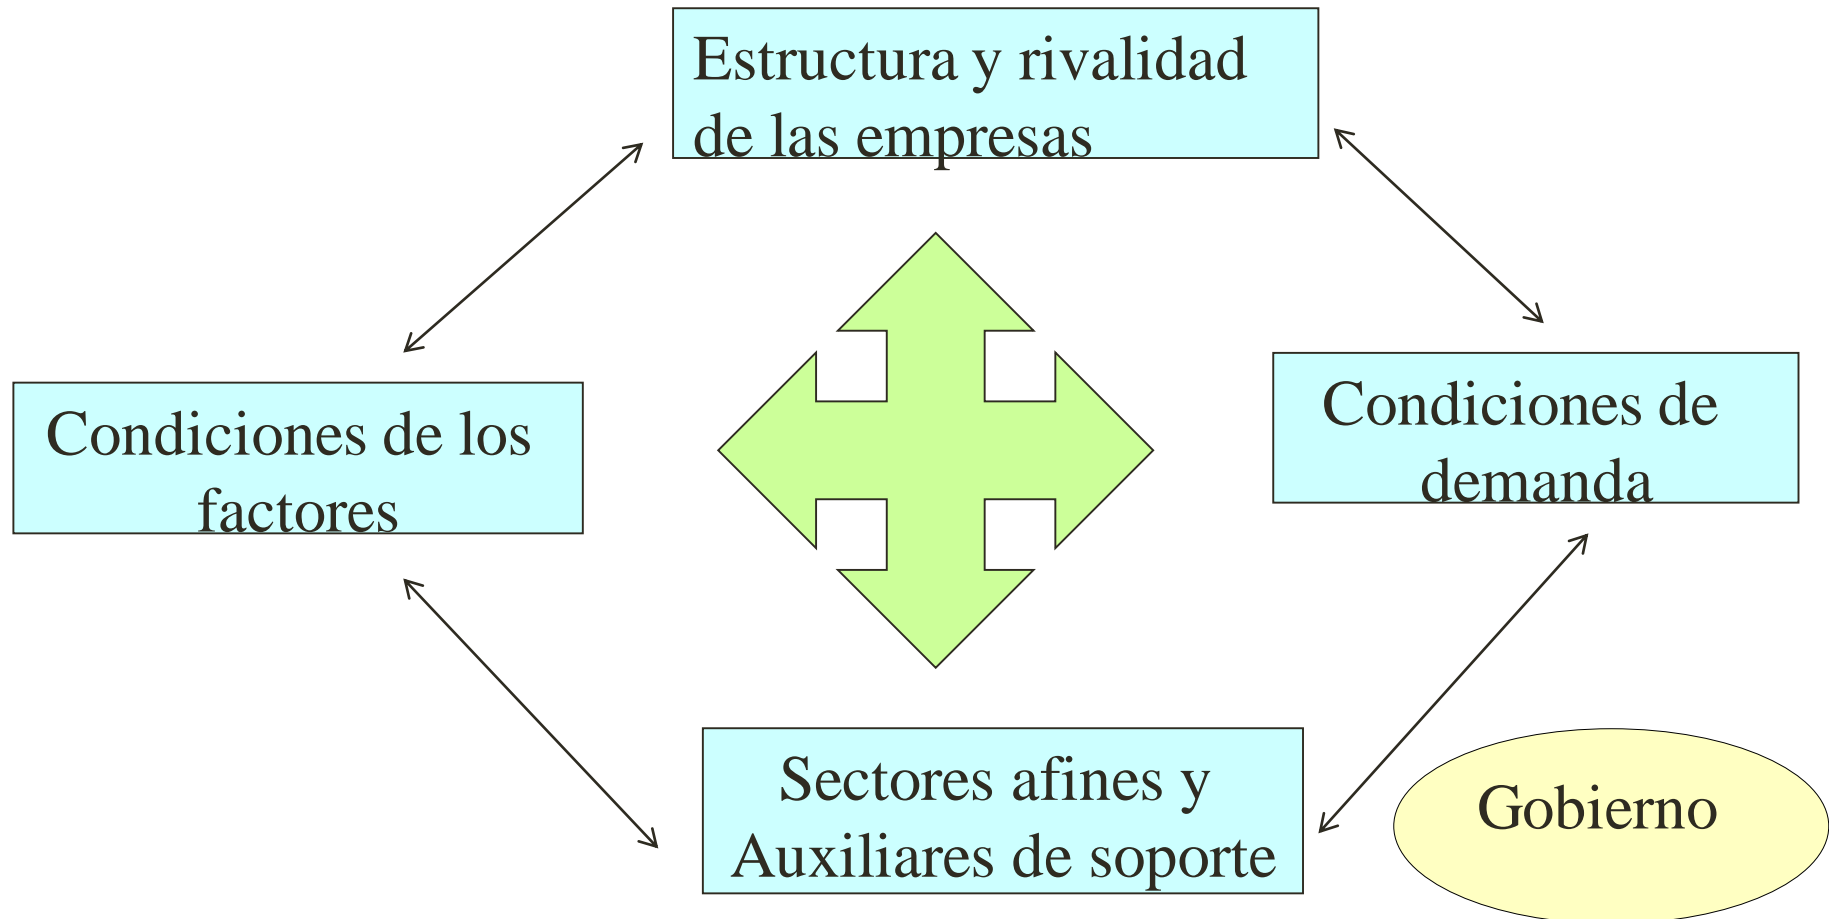 Estructura y rivalidad
de las empresas
Condiciones de los
factores
Condiciones de
demanda
Sectores afines y
Auxiliares de soporte
Gobierno